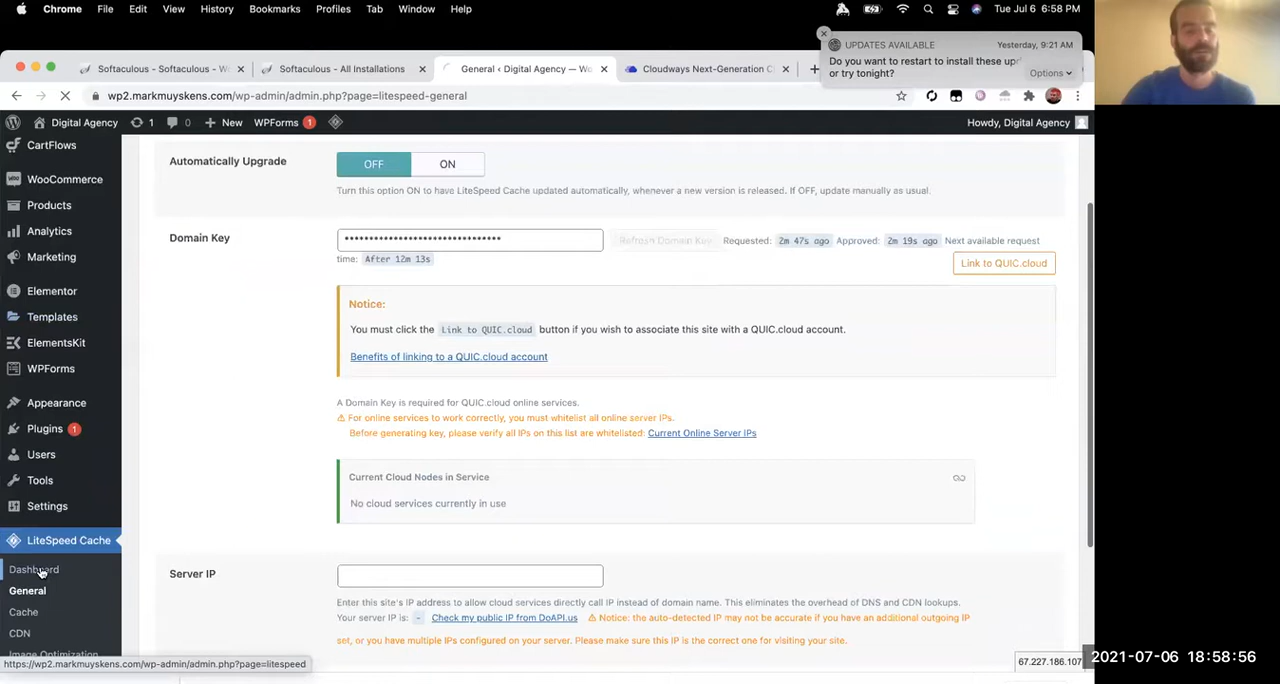 Chrome File Edit View History Bookmarks Profiles Tab Window Help Tue Jul 6 6:58 PM
UPDATES AVAILABLE Yesterday, 9:21 AM
Do you want to restart to install these
or try tonight? Options
Softaculous - Softaculous - W
Softaculous - All Installations
General ‹ Digital Agency — Wo
Cloudways Next-Generation C
wp2.markmuyskens.com/wp-admin/admin.php?page=litespeed-general
Digital Agency 1 0 New WPForms 1 Howdy, Digital Agency
CartFlows
WooCommerce
Products
Analytics
Marketing
Elementor
Templates
ElementsKit
WPForms
Appearance
Plugins 1
Users
Tools
Settings
LiteSpeed Cache
Dashboard
General
Cache
CDN
Image Optimization
https://wp2.markmuyskens.com/wp-admin/admin.php?page=litespeed
Automatically Upgrade OFF ON
Turn this option ON to have LiteSpeed Cache updated automatically, whenever a new version is released. If OFF, update manually as usual.
Domain Key •••••••••••••••••••••••••••••••• Refresh Domain Key Requested: 2m 47s ago Approved: 2m 19s ago Next available request
time: After 12m 13s
Link to QUIC.cloud
Notice:
You must click the Link to QUIC.cloud button if you wish to associate this site with a QUIC.cloud account.
Benefits of linking to a QUIC.cloud account
A Domain Key is required for QUIC.cloud online services.
⚠ For online services to work correctly, you must whitelist all online server IPs.
Before generating key, please verify all IPs on this list are whitelisted: Current Online Server IPs
Current Cloud Nodes in Service
No cloud services currently in use
Server IP
Enter this site's IP address to allow cloud services directly call IP instead of domain name. This eliminates the overhead of DNS and CDN lookups.
Your server IP is: - Check my public IP from DoAPI.us ⚠ Notice: the auto-detected IP may not be accurate if you have an additional outgoing IP
set, or you have multiple IPs configured on your server. Please make sure this IP is the correct one for visiting your site.
67.227.186.107
2021-07-06 18:58:56